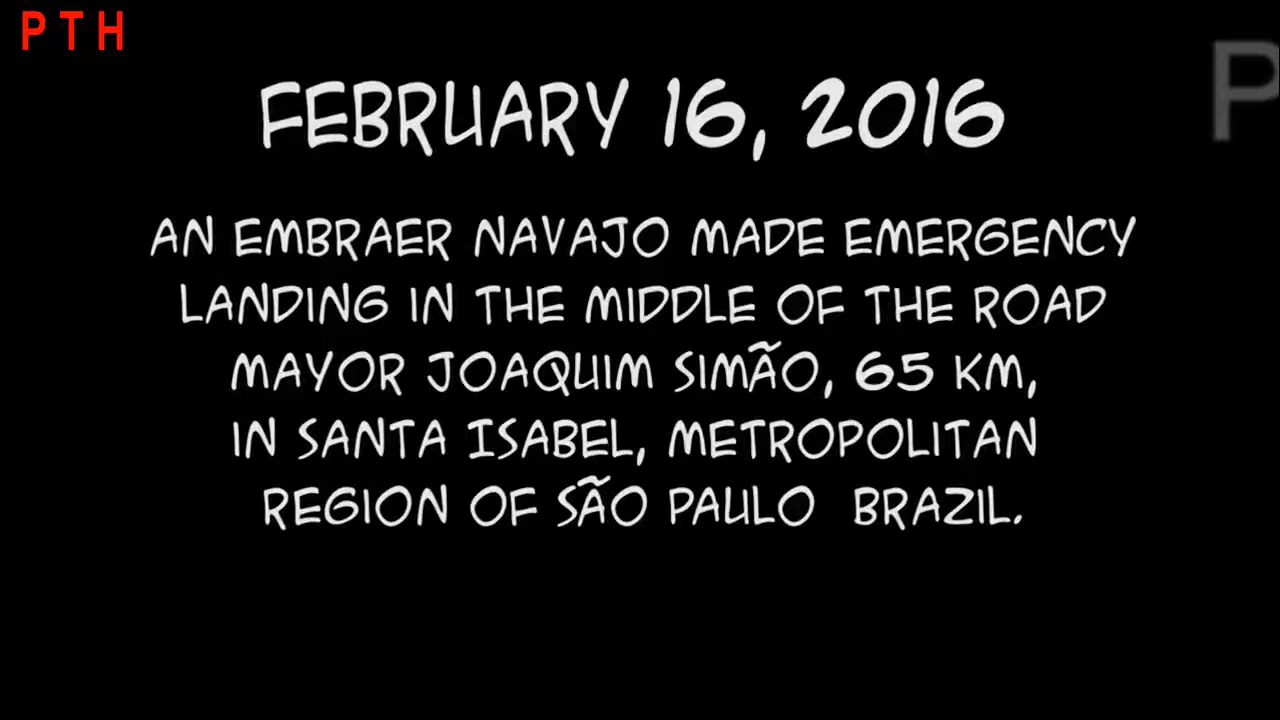 P T H
P
FEBRUARY 16, 2016
AN EMBRAER NAVAJO MADE EMERGENCY
LANDING IN THE MIDDLE OF THE ROAD
MAYOR JOAQUIM SIMÃO, 65 KM,
IN SANTA ISABEL, METROPOLITAN
REGION OF SÃO PAULO BRAZIL.